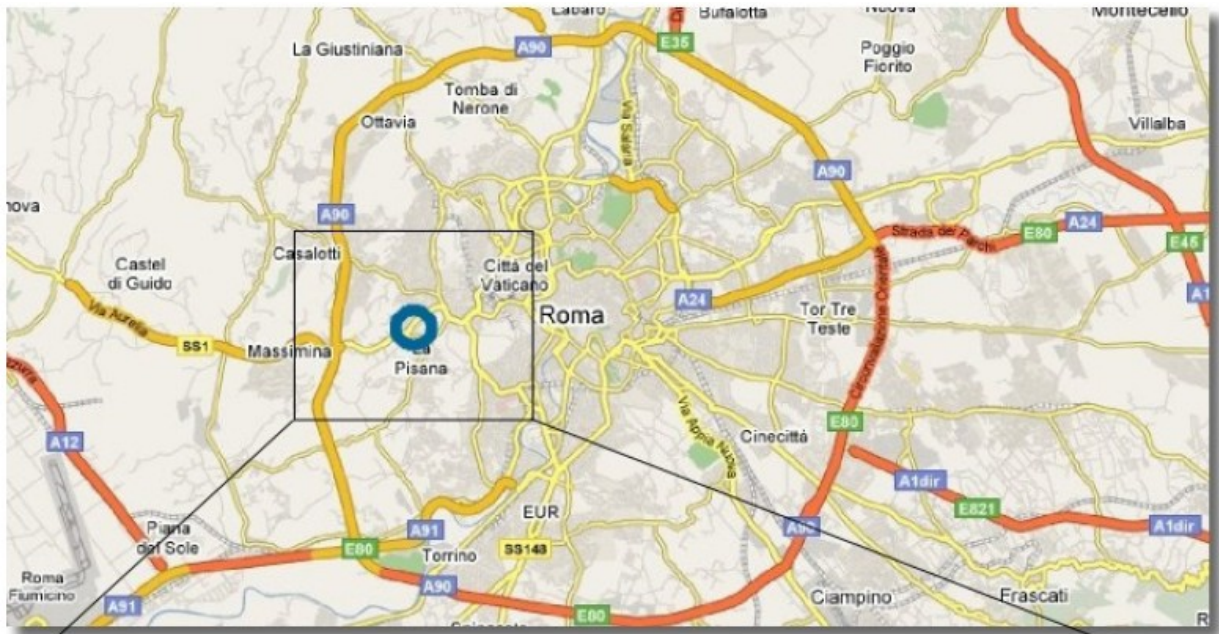 Labaro
Bufalotta
Montecello
La Giustiniana
A90
E35
Poggio
Fiorito
Tomba di
Nerone
Via Salaria
Ottavia
Villalba
A90
A90
Strada dei Parchi
E80
A24
E45
Casalotti
Castel
di Guido
Città del
Vaticano
A24
Roma
Tor Tre
Teste
Via Aurelia
SS1
Massimina
La
Pisana
Circonvallazione Orientale
Via Appia Nuova
E80
Cinecittà
A12
A1dir
E821
A1dir
EUR
A91
A90
Piana
del Sole
E80
Torrino
SS148
Roma
Fiumicino
A90
A91
E80
Ciampino
Frascati